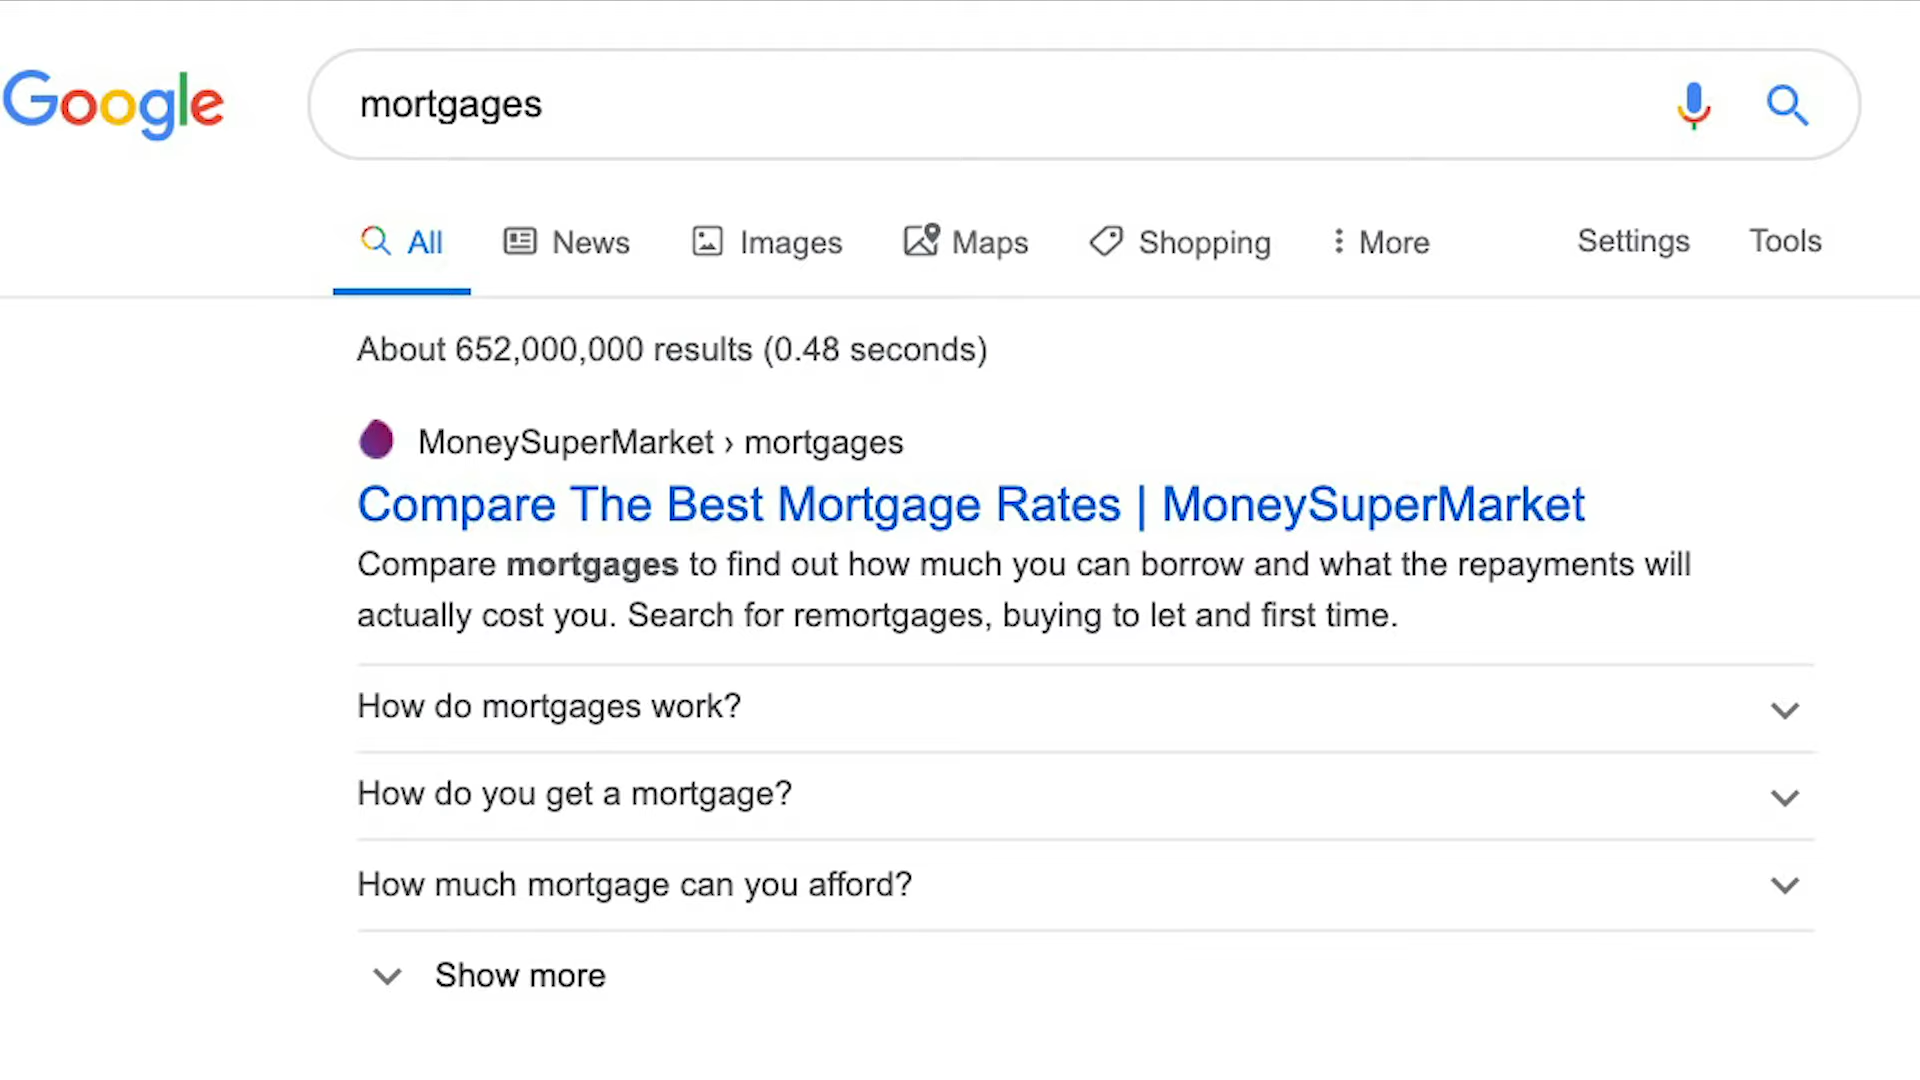 Google
mortgages
All News Images Maps Shopping More Settings Tools
About 652,000,000 results (0.48 seconds)
MoneySuperMarket › mortgages
Compare The Best Mortgage Rates | MoneySuperMarket
Compare mortgages to find out how much you can borrow and what the repayments will
actually cost you. Search for remortgages, buying to let and first time.
How do mortgages work?
How do you get a mortgage?
How much mortgage can you afford?
Show more